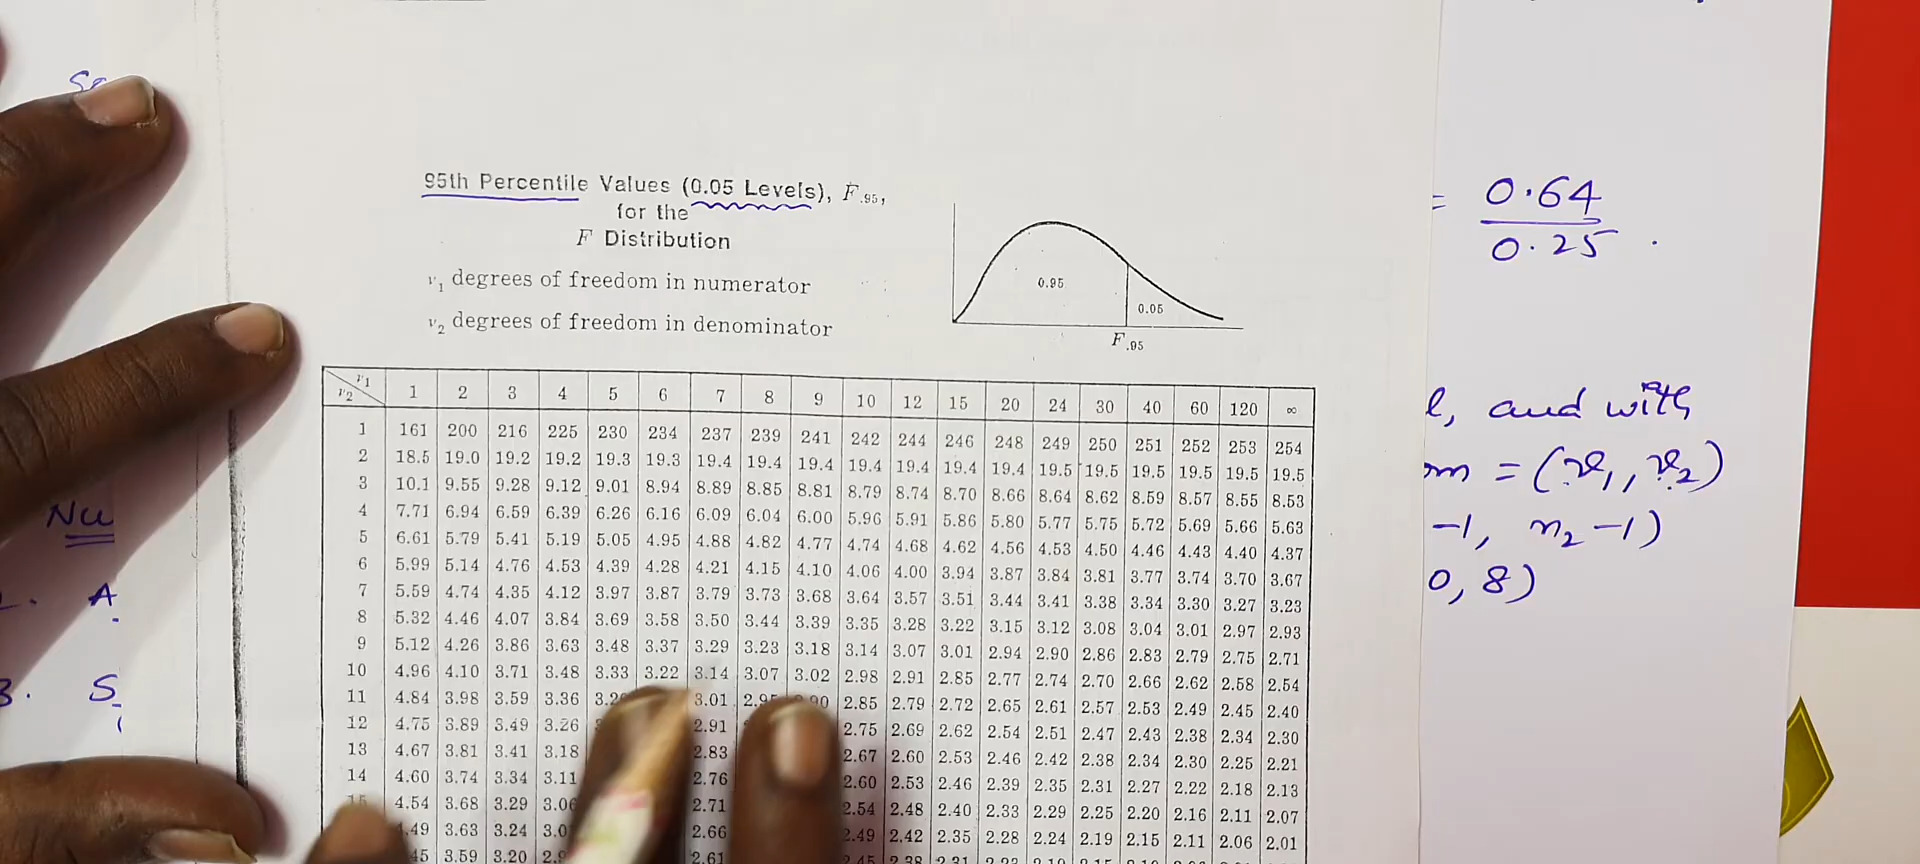 95th Percentile Values (0.05 Levels), F.95,
for the
F Distribution
ν1 degrees of freedom in numerator
ν2 degrees of freedom in denominator
0.95
0.05
F.95
= 0.64
0.25 .
l, and with
om = (ν1, ν2)
-1, n2 -1)
0, 8)
Nu
A
S
ν1
ν2 1 2 3 4 5 6 7 8 9 10 12 15 20 24 30 40 60 120 ∞
1 161 200 216 225 230 234 237 239 241 242 244 246 248 249 250 251 252 253 254
2 18.5 19.0 19.2 19.2 19.3 19.3 19.4 19.4 19.4 19.4 19.4 19.4 19.4 19.5 19.5 19.5 19.5 19.5 19.5
3 10.1 9.55 9.28 9.12 9.01 8.94 8.89 8.85 8.81 8.79 8.74 8.70 8.66 8.64 8.62 8.59 8.57 8.55 8.53
4 7.71 6.94 6.59 6.39 6.26 6.16 6.09 6.04 6.00 5.96 5.91 5.86 5.80 5.77 5.75 5.72 5.69 5.66 5.63
5 6.61 5.79 5.41 5.19 5.05 4.95 4.88 4.82 4.77 4.74 4.68 4.62 4.56 4.53 4.50 4.46 4.43 4.40 4.37
6 5.99 5.14 4.76 4.53 4.39 4.28 4.21 4.15 4.10 4.06 4.00 3.94 3.87 3.84 3.81 3.77 3.74 3.70 3.67
7 5.59 4.74 4.35 4.12 3.97 3.87 3.79 3.73 3.68 3.64 3.57 3.51 3.44 3.41 3.38 3.34 3.30 3.27 3.23
8 5.32 4.46 4.07 3.84 3.69 3.58 3.50 3.44 3.39 3.35 3.28 3.22 3.15 3.12 3.08 3.04 3.01 2.97 2.93
9 5.12 4.26 3.86 3.63 3.48 3.37 3.29 3.23 3.18 3.14 3.07 3.01 2.94 2.90 2.86 2.83 2.79 2.75 2.71
10 4.96 4.10 3.71 3.48 3.33 3.22 3.14 3.07 3.02 2.98 2.91 2.85 2.77 2.74 2.70 2.66 2.62 2.58 2.54
11 4.84 3.98 3.59 3.36 3.01 2.85 2.79 2.72 2.65 2.61 2.57 2.53 2.49 2.45 2.40
12 4.75 3.89 3.49 3.26 2.91 2.75 2.69 2.62 2.54 2.51 2.47 2.43 2.38 2.34 2.30
13 4.67 3.81 3.41 3.18 2.83 2.67 2.60 2.53 2.46 2.42 2.38 2.34 2.30 2.25 2.21
14 4.60 3.74 3.34 3.11 2.76 2.60 2.53 2.46 2.39 2.35 2.31 2.27 2.22 2.18 2.13
4.54 3.68 3.29 3.06 2.71 2.54 2.48 2.40 2.33 2.29 2.25 2.20 2.16 2.11 2.07
.49 3.63 3.24 3.0 2.66 2.49 2.42 2.35 2.28 2.24 2.19 2.15 2.11 2.06 2.01
45 3.59 3.20 2.61